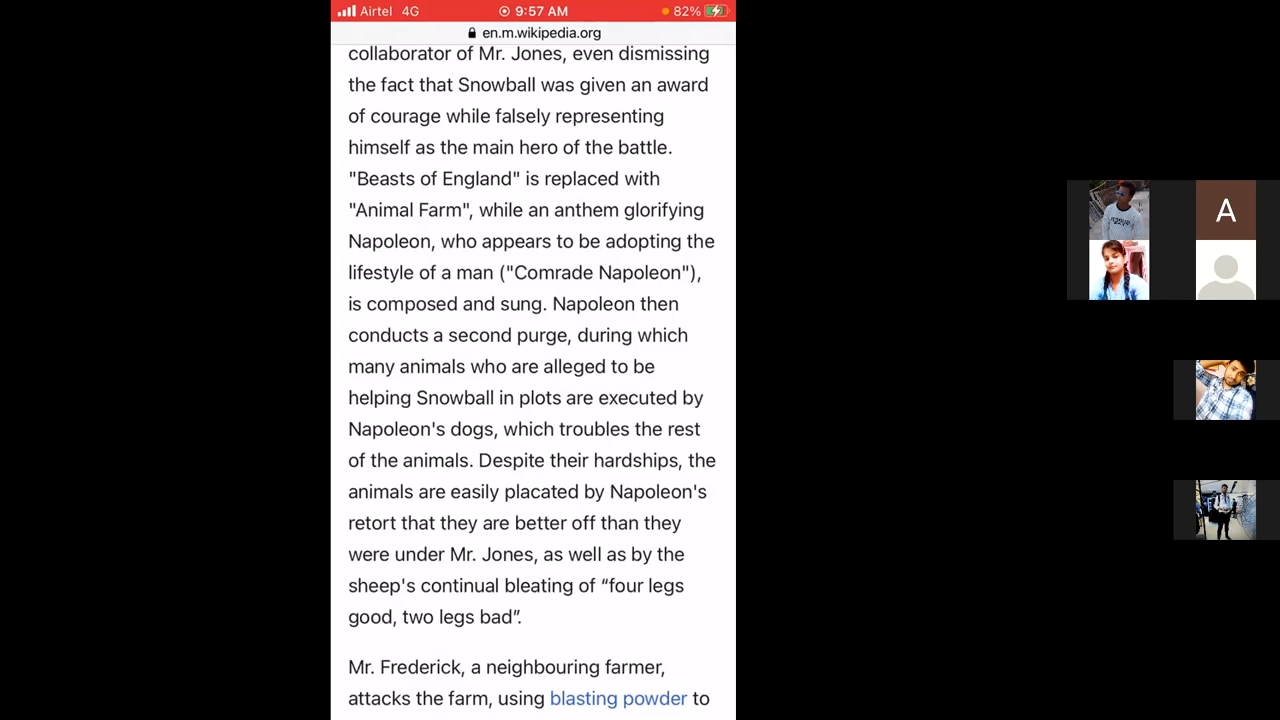 Airtel 4G 9:57 AM 82%
en.m.wikipedia.org
collaborator of Mr. Jones, even dismissing
the fact that Snowball was given an award
of courage while falsely representing
himself as the main hero of the battle.
"Beasts of England" is replaced with
"Animal Farm", while an anthem glorifying
Napoleon, who appears to be adopting the
lifestyle of a man ("Comrade Napoleon"),
is composed and sung. Napoleon then
conducts a second purge, during which
many animals who are alleged to be
helping Snowball in plots are executed by
Napoleon's dogs, which troubles the rest
of the animals. Despite their hardships, the
animals are easily placated by Napoleon's
retort that they are better off than they
were under Mr. Jones, as well as by the
sheep's continual bleating of “four legs
good, two legs bad”.
Mr. Frederick, a neighbouring farmer,
attacks the farm, using blasting powder to
A